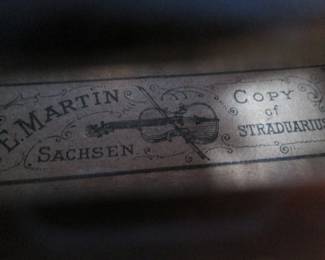 E. MARTIN
SACHSEN
COPY
of
STRADUARIUS